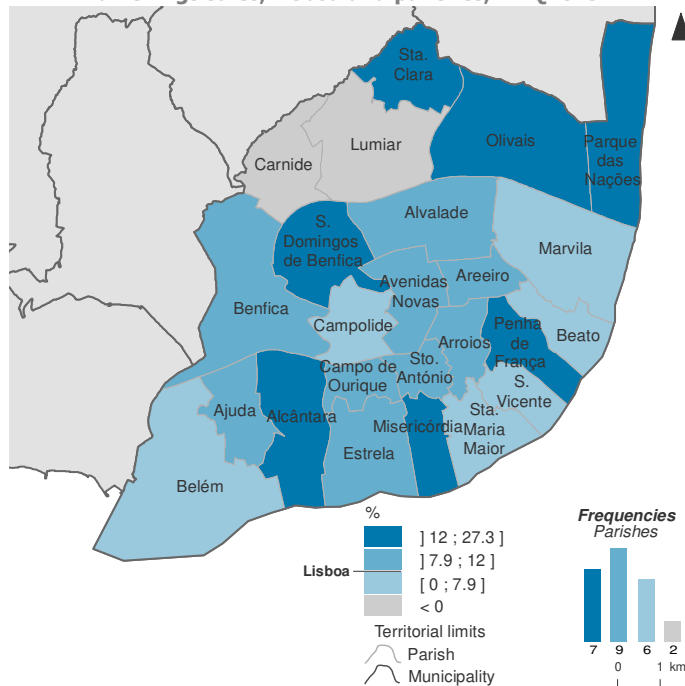 Sta.
Clara
Olivais
Parque
das
Nações
Lumiar
Carnide
S.
Domingos
de Benfica
Alvalade
Marvila
Avenidas
Novas
Areeiro
Benfica
Campolide
Arroios
Penha
de
França
Beato
Campo de
Ourique
Sto.
António
S.
Vicente
Ajuda
Alcântara
Misericórdia
Sta.
Maria
Maior
Estrela
Belém
%
] 12 ; 27.3 ]
] 7.9 ; 12 ]
Lisboa
[ 0 ; 7.9 ]
< 0
Territorial limits
Parish
Municipality
Frequencies
Parishes
7 9 6 2
0 1 km